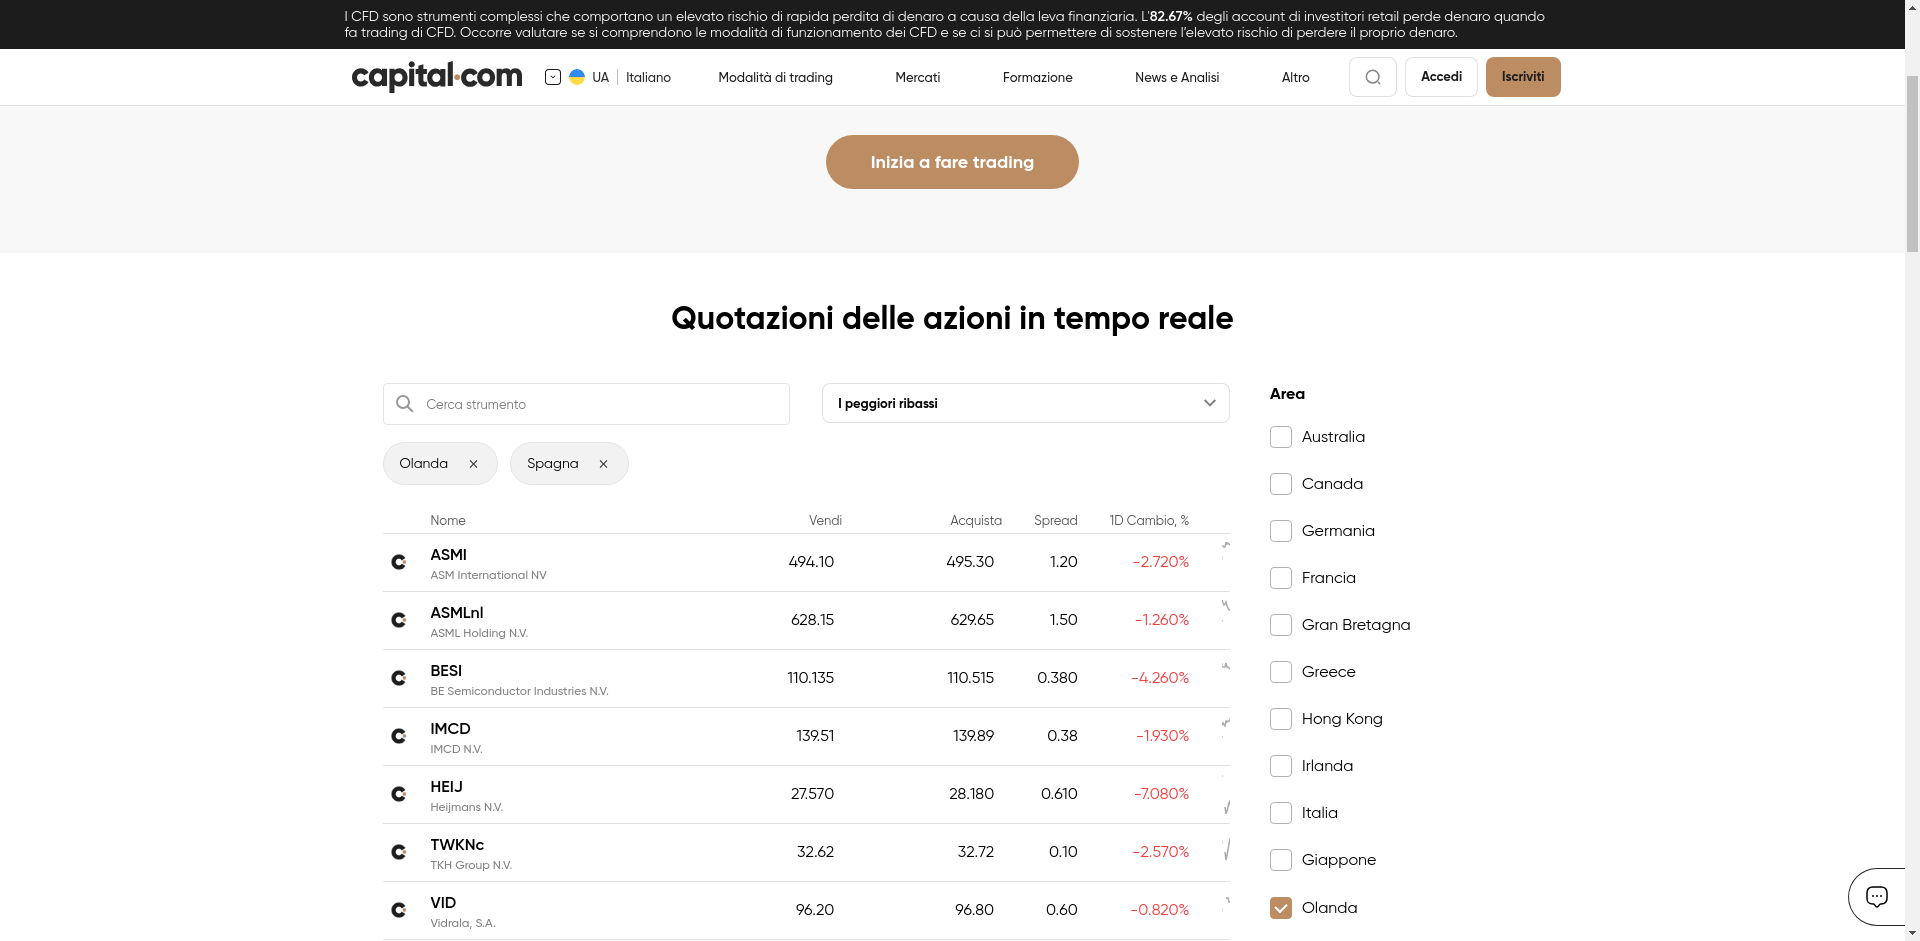 I CFD sono strumenti complessi che comportano un elevato rischio di rapida perdita di denaro a causa della leva finanziaria. L'82.67% degli account di investitori retail perde denaro quando
fa trading di CFD. Occorre valutare se si comprendono le modalità di funzionamento dei CFD e se ci si può permettere di sostenere l'elevato rischio di perdere il proprio denaro.
capital.com UA Italiano Modalità di trading Mercati Formazione News e Analisi Altro Accedi Iscriviti
Inizia a fare trading
Quotazioni delle azioni in tempo reale
Cerca strumento
I peggiori ribassi
Olanda Spagna
Nome Vendi Acquista Spread 1D Cambio, %
ASMI 494.10 495.30 1.20 -2.720%
ASM International NV
ASMLnl 628.15 629.65 1.50 -1.260%
ASML Holding N.V.
BESI 110.135 110.515 0.380 -4.260%
BE Semiconductor Industries N.V.
IMCD 139.51 139.89 0.38 -1.930%
IMCD N.V.
HEIJ 27.570 28.180 0.610 -7.080%
Heijmans N.V.
TWKNc 32.62 32.72 0.10 -2.570%
TKH Group N.V.
VID 96.20 96.80 0.60 -0.820%
Vidrala, S.A.
Area
Australia
Canada
Germania
Francia
Gran Bretagna
Greece
Hong Kong
Irlanda
Italia
Giappone
Olanda